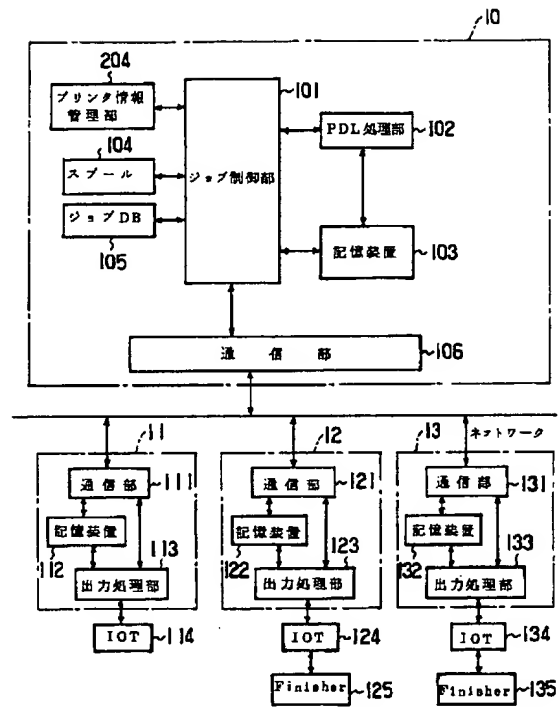 10
204
プリンタ情報
管理部
101
ジョブ制御部
PDL処理部
102
104
スプール
ジョブDB
105
記憶装置
103
通信部
106
ネットワーク
11
通信部
111
記憶装置
112
113
出力処理部
IOT
114
12
通信部
121
記憶装置
122
123
出力処理部
IOT
124
Finisher
125
13
通信部
131
記憶装置
132
133
出力処理部
IOT
134
Finisher
135